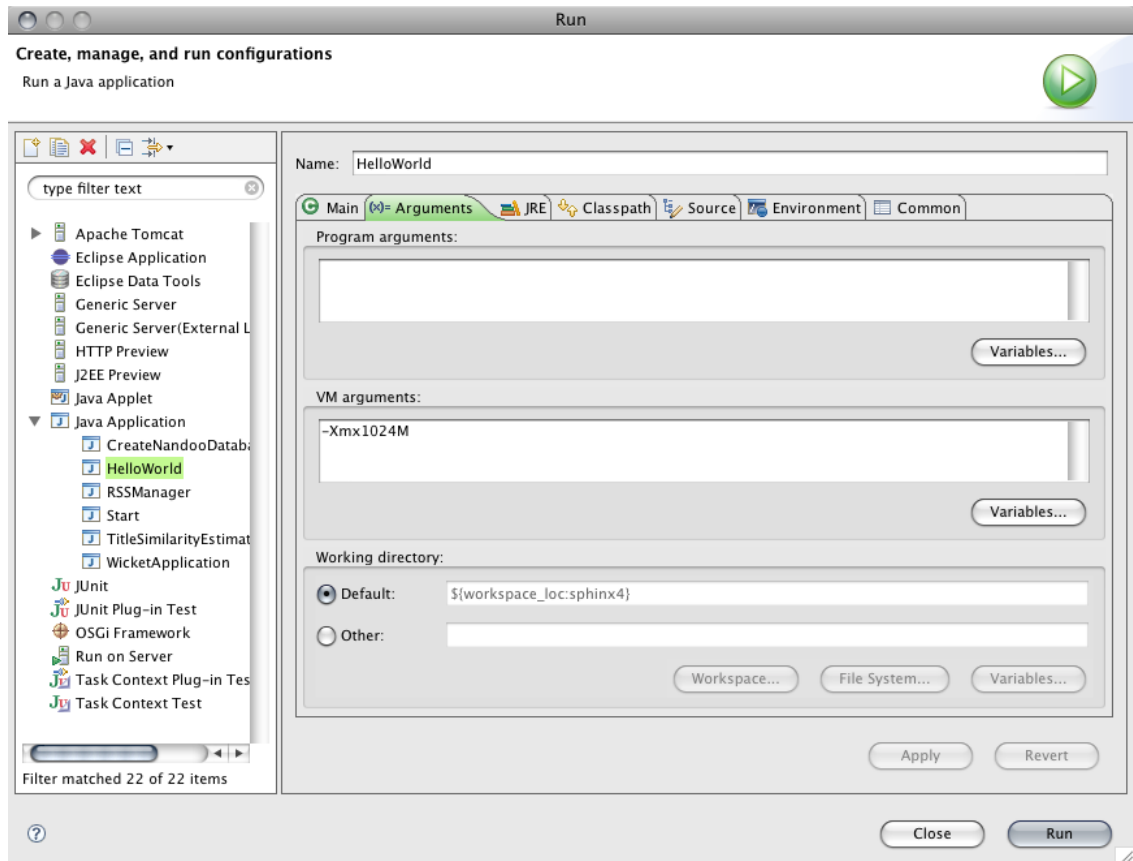 Run
Create, manage, and run configurations
Run a Java application
type filter text
Apache Tomcat
Eclipse Application
Eclipse Data Tools
Generic Server
Generic Server(External L
HTTP Preview
J2EE Preview
Java Applet
Java Application
CreateNandooDatab
HelloWorld
RSSManager
Start
TitleSimilarityEstimat
WicketApplication
JUnit
JUnit Plug-in Test
OSGi Framework
Run on Server
Task Context Plug-in Tes
Task Context Test
Filter matched 22 of 22 items
Name: HelloWorld
Main (x)= Arguments JRE Classpath Source Environment Common
Program arguments:
Variables...
VM arguments:
-Xmx1024M
Variables...
Working directory:
Default: ${workspace_loc:sphinx4}
Other:
Workspace... File System... Variables...
Apply Revert
? Close Run